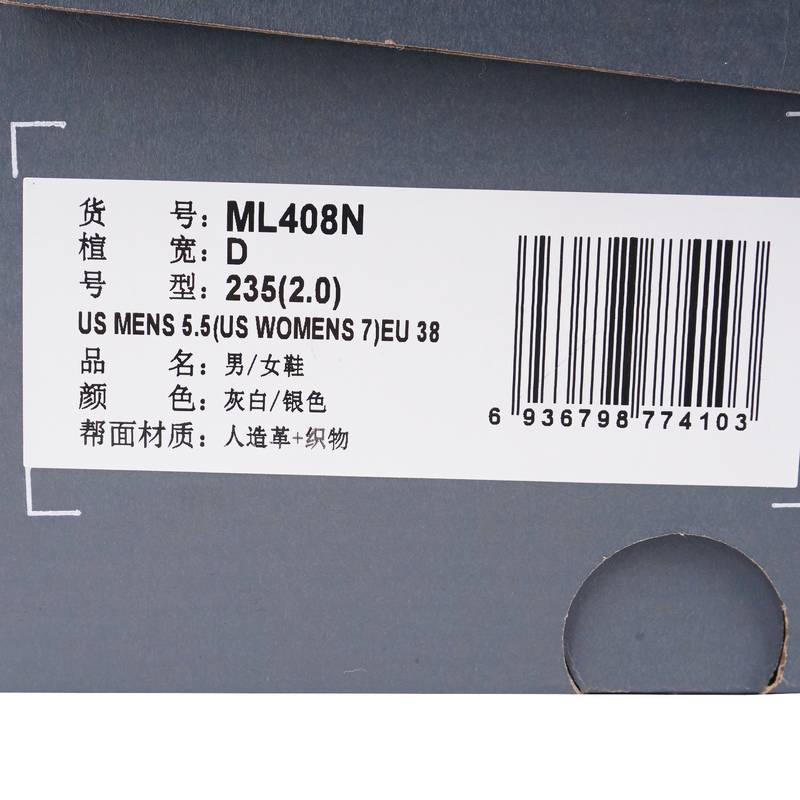 货 号：ML408N
楦 宽：D
号 型：235(2.0)
US MENS 5.5(US WOMENS 7)EU 38
品 名：男/女鞋
颜 色：灰白/银色
帮面材质：人造革+织物
6 936798 774103